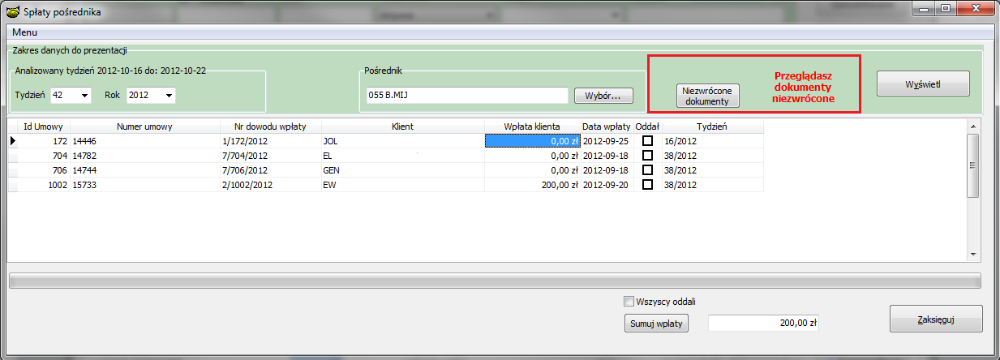 Spłaty pośrednika
Menu
Zakres danych do prezentacji
Analizowany tydzień 2012-10-16 do: 2012-10-22
Tydzień 42 Rok 2012
Pośrednik
055 B.MIJ Wybór...
Niezwrócone dokumenty
Przeglądasz dokumenty niezwrócone
Wyświetl
Id Umowy Numer umowy Nr dowodu wpłaty Klient Wpłata klienta Data wpłaty Oddał Tydzień
172 14446 1/172/2012 JOL 0,00 zł 2012-09-25 16/2012
704 14782 7/704/2012 EL 0,00 zł 2012-09-18 38/2012
706 14744 7/706/2012 GEN 0,00 zł 2012-09-18 38/2012
1002 15733 2/1002/2012 EW 200,00 zł 2012-09-20 38/2012
Wszyscy oddali
Sumuj wplaty 200,00 zł
Zaksięguj